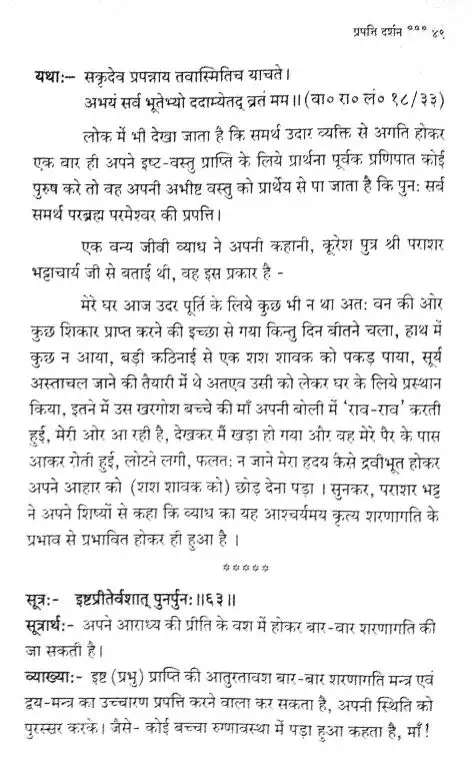 प्रपत्ति दर्शन *** ४९
यथाः– सकृदेव प्रपन्नाय तवास्मितिच याचते।
अभयं सर्व भूतेभ्यो ददाम्येतद् व्रतं मम॥ (वा० रा० लं० १८/३३)
लोक में भी देखा जाता है कि समर्थ उदार व्यक्ति से अगति होकर
एक वार ही अपने इष्ट-वस्तु प्राप्ति के लिये प्रार्थना पूर्वक प्रणिपात कोई
पुरुष करे तो वह अपनी अभीष्ट वस्तु को प्रार्थेय से पा जाता है कि पुनः सर्व
समर्थ परब्रह्म परमेश्वर की प्रपत्ति।
एक वन्य जीवी व्याध ने अपनी कहानी, कूरेश पुत्र श्री पराशर
भट्टाचार्य जी से बताई थी, वह इस प्रकार है -
मेरे घर आज उदर पूर्ति के लिये कुछ भी न था अतः वन की ओर
कुछ शिकार प्राप्त करने की इच्छा से गया किन्तु दिन बीतने चला, हाथ में
कुछ न आया, बड़ी कठिनाई से एक शश शावक को पकड़ पाया, सूर्य
अस्ताचल जाने की तैयारी में थे अतएव उसी को लेकर घर के लिये प्रस्थान
किया, इतने में उस खरगोश बच्चे की माँ अपनी बोली में 'राव-राव' करती
हुई, मेरी ओर आ रही है, देखकर मैं खड़ा हो गया और वह मेरे पैर के पास
आकर रोती हुई, लोटने लगी, फलतः न जाने मेरा हृदय कैसे द्रवीभूत होकर
अपने आहार को (शश शावक को) छोड़ देना पड़ा । सुनकर, पराशर भट्ट
ने अपने शिष्यों से कहा कि व्याध का यह आश्चर्यमय कृत्य शरणागति के
प्रभाव से प्रभावित होकर ही हुआ है ।
*****
सूत्रः- इष्टप्रीतेर्वशात् पुनर्पुनः॥६३॥
सूत्रार्थः- अपने आराध्य की प्रीति के वश में होकर बार-बार शरणागति की
जा सकती है।
व्याख्याः- इष्ट (प्रभु) प्राप्ति की आतुरतावश बार-बार शरणागति मन्त्र एवं
द्वय-मन्त्र का उच्चारण प्रपत्ति करने वाला कर सकता है, अपनी स्थिति को
पुरस्सर करके। जैसे- कोई बच्चा रुग्णावस्था में पड़ा हुआ कहता है, माँ!